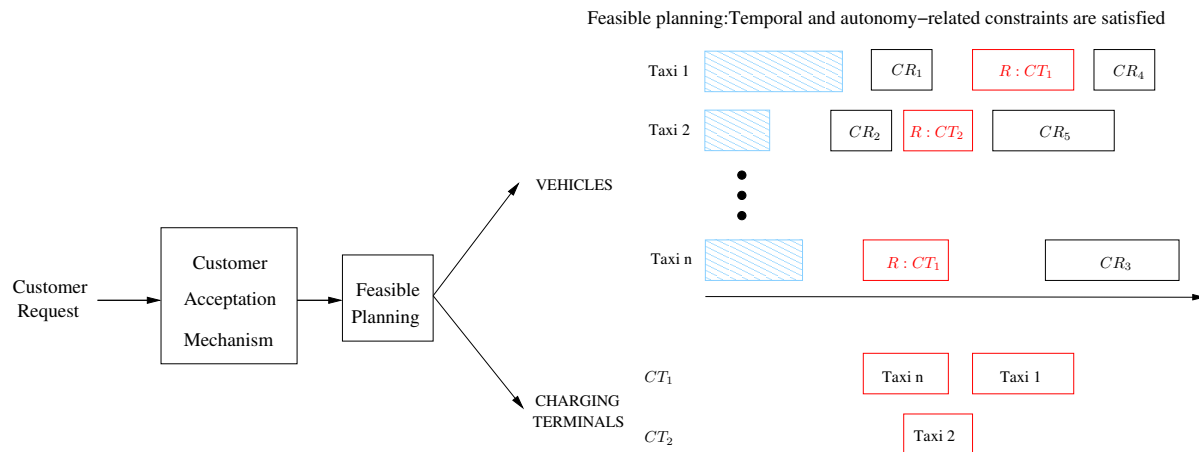 Feasible planning:Temporal and autonomy−related constraints are satisfied
Taxi 1
CR₁
R : CT₁
CR₄
Taxi 2
CR₂
R : CT₂
CR₅
VEHICLES
Taxi n
R : CT₁
CR₃
Customer
Request
Customer
Acceptation
Mechanism
Feasible
Planning
CHARGING
TERMINALS
CT₁
Taxi n
Taxi 1
CT₂
Taxi 2